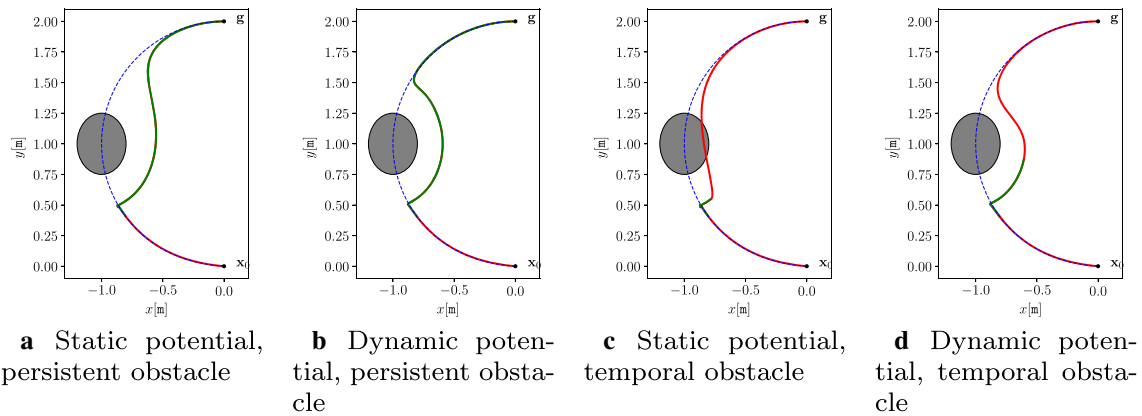 2.00
1.75
1.50
1.25
1.00
0.75
0.50
0.25
0.00
y[m]
−1.0 −0.5 0.0
x[m]
g
x0
a Static potential,
persistent obstacle
2.00
1.75
1.50
1.25
1.00
0.75
0.50
0.25
0.00
y[m]
−1.0 −0.5 0.0
x[m]
g
x0
b Dynamic poten-
tial, persistent obsta-
cle
2.00
1.75
1.50
1.25
1.00
0.75
0.50
0.25
0.00
y[m]
−1.0 −0.5 0.0
x[m]
g
x0
c Static potential,
temporal obstacle
2.00
1.75
1.50
1.25
1.00
0.75
0.50
0.25
0.00
y[m]
−1.0 −0.5 0.0
x[m]
g
x0
d Dynamic poten-
tial, temporal obsta-
cle